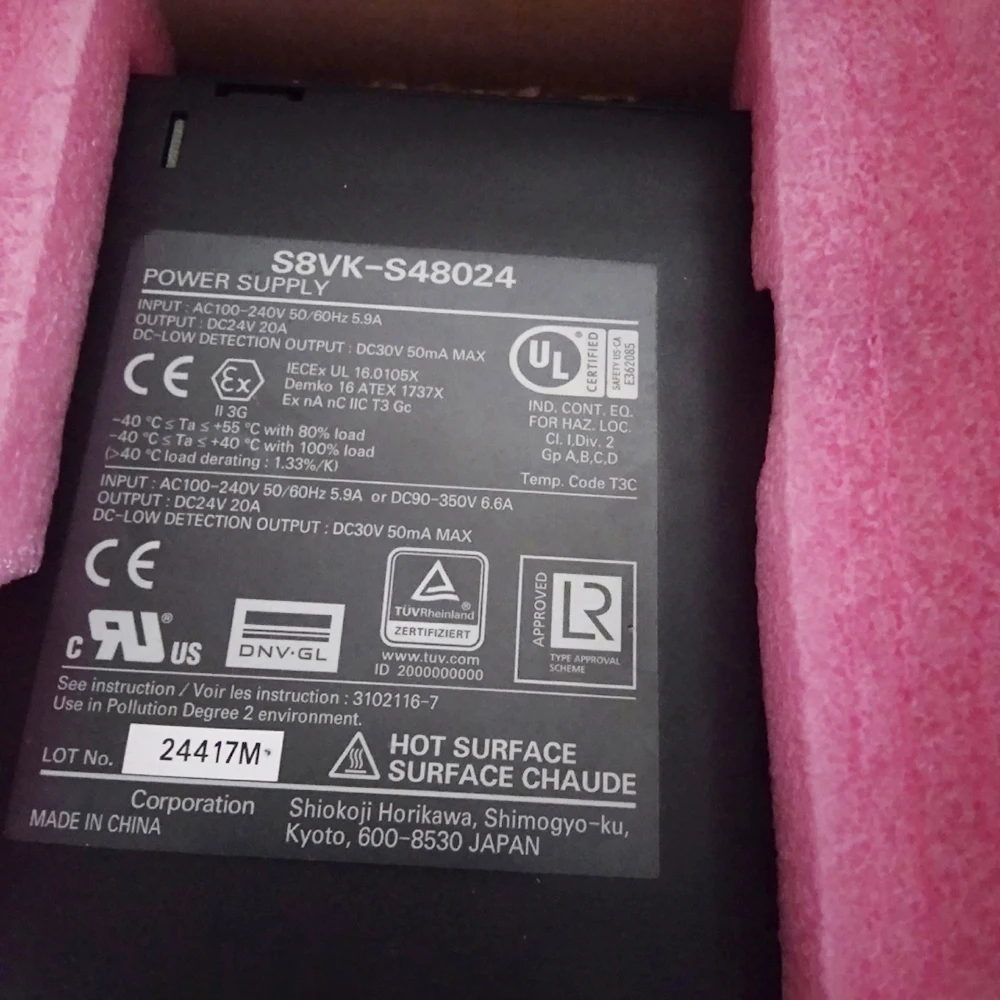 S8VK-S48024
POWER SUPPLY
INPUT : AC100-240V 50/60Hz 5.9A
OUTPUT : DC24V 20A
DC-LOW DETECTION OUTPUT : DC30V 50mA MAX
CE
Ex
II 3G
IECEx UL 16.0105X
Demko 16 ATEX 1737X
Ex nA nC IIC T3 Gc
UL ®
CERTIFIED
SAFETY US-CA
E362085
IND. CONT. EQ.
FOR HAZ. LOC.
Cl. I,Div. 2
Gp A,B,C,D
Temp. Code T3C
-40 °C ≤ Ta ≤ +55 °C with 80% load
-40 °C ≤ Ta ≤ +40 °C with 100% load
(>40 °C load derating : 1.33%/K)
INPUT : AC100-240V 50/60Hz 5.9A or DC90-350V 6.6A
OUTPUT : DC24V 20A
DC-LOW DETECTION OUTPUT : DC30V 50mA MAX
CE
C RU ® US
DNV·GL
TÜVRheinland ®
ZERTIFIZIERT
www.tuv.com
ID 2000000000
APPROVED
LR
TYPE APPROVAL
SCHEME
See instruction / Voir les instruction : 3102116-7
Use in Pollution Degree 2 environment.
LOT No. 24417M
HOT SURFACE
SURFACE CHAUDE
Corporation
MADE IN CHINA
Shiokoji Horikawa, Shimogyo-ku,
Kyoto, 600-8530 JAPAN